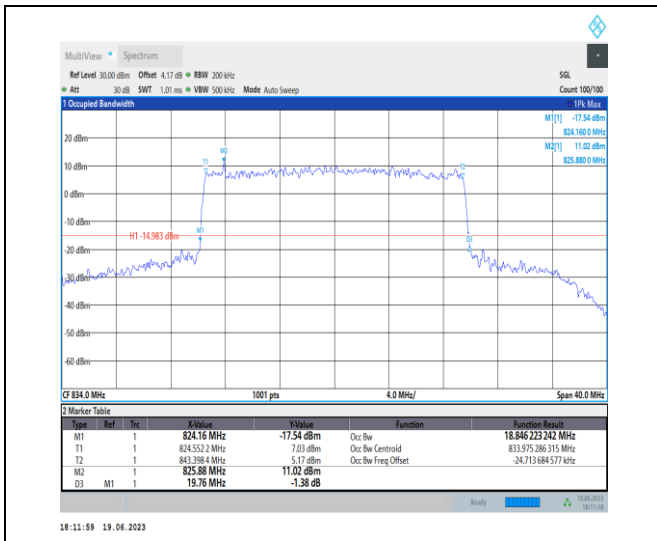 MultiView Spectrum
Ref Level 30.00 dBm Offset 4.17 dB RBW 200 kHz SGL
Att 30 dB SWT 1.01 ms VBW 500 kHz Mode Auto Sweep Count 100/100
1 Occupied Bandwidth 1Pk Max
M1[1] -17.54 dBm
824.160 0 MHz
M2[1] 11.02 dBm
825.880 0 MHz
20 dBm
M2
T1 T2
10 dBm
0 dBm
-10 dBm
M1
H1 -14.983 dBm
D3
-20 dBm
-30 dBm
-40 dBm
-50 dBm
-60 dBm
CF 834.0 MHz 1001 pts 4.0 MHz/ Span 40.0 MHz
2 Marker Table
Type Ref Trc X-Value Y-Value Function Function Result
M1 1 824.16 MHz -17.54 dBm Occ Bw 18.846 223 242 MHz
T1 1 824.552 2 MHz 7.03 dBm Occ Bw Centroid 833.975 286 315 MHz
T2 1 843.398 4 MHz 5.17 dBm Occ Bw Freq Offset -24.713 684 577 kHz
M2 1 825.88 MHz 11.02 dBm
D3 M1 1 19.76 MHz -1.38 dB
Ready 19.06.2023
18:11:58
18:11:59 19.06.2023